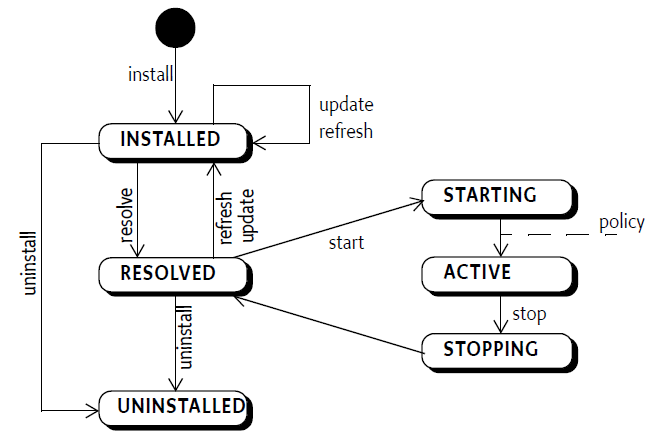 install
update
refresh
INSTALLED
resolve
refresh
update
STARTING
policy
start
uninstall
RESOLVED
ACTIVE
uninstall
stop
STOPPING
UNINSTALLED